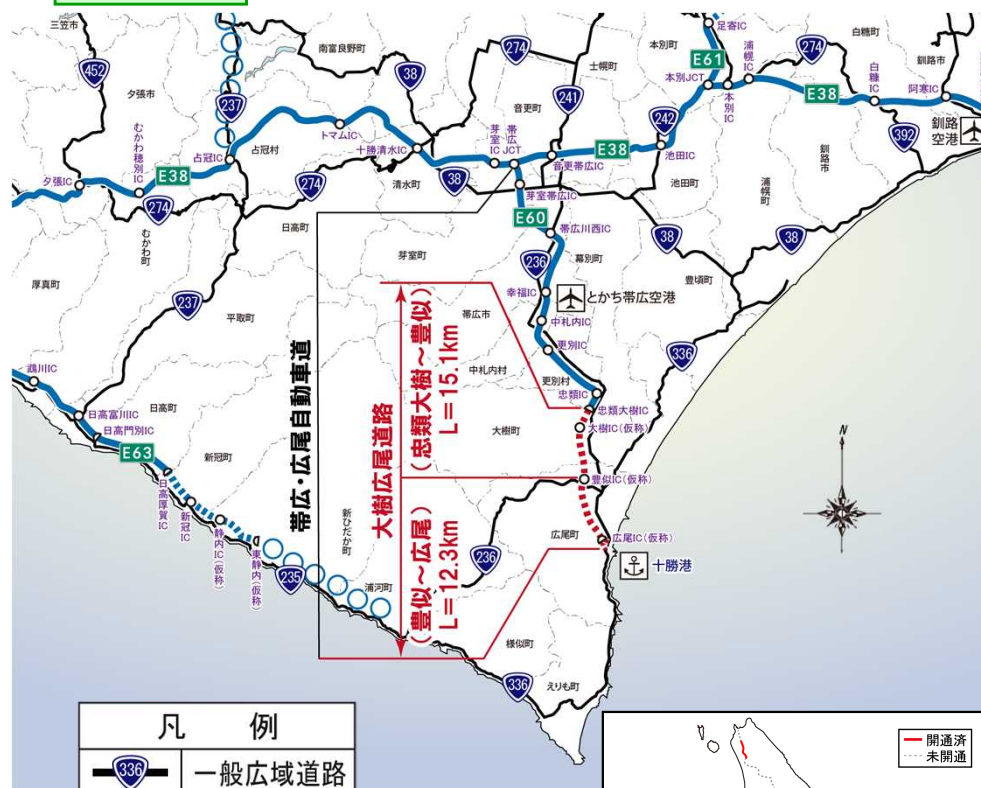 三笠市
452
夕張市
むかわ穂別IC
夕張IC
E38
274
むかわ町
厚真町
237
占冠IC
占冠村
南富良野町
38
トマムIC
十勝清水IC
274
清水町
38
日高町
237
平取町
274
士幌町
音更町
241
芽室IC
帯広JCT
音更帯広IC
E38
芽室帯広IC
E60
帯広川西IC
芽室町
236
幕別町
足寄IC
本別町
E61
浦幌IC
本別JCT
本別IC
242
池田IC
池田町
浦幌町
38
豊頃町
38
336
274
白糠町
白糠IC
E38
392
釧路市
阿寒IC
釧路空港
釧路市
幸福IC
とかち帯広空港
帯広市
中札内IC
更別IC
中札内村
更別村
忠類IC
忠類大樹IC
大樹町
大樹IC(仮称)
豊似IC(仮称)
広尾町
広尾IC(仮称)
十勝港
帯広・広尾自動車道
大樹広尾道路
(忠類大樹～豊似)
L=15.1km
(豊似～広尾)
L=12.3km
鵡川IC
日高富川IC
日高町
日高門別IC
E63
新冠町
日高厚賀IC
新冠IC
静内IC(仮称)
東静内(仮称)
235
新ひだか町
浦河町
236
様似町
336
えりも町
N
凡 例
336
一般広域道路
開通済
未開通